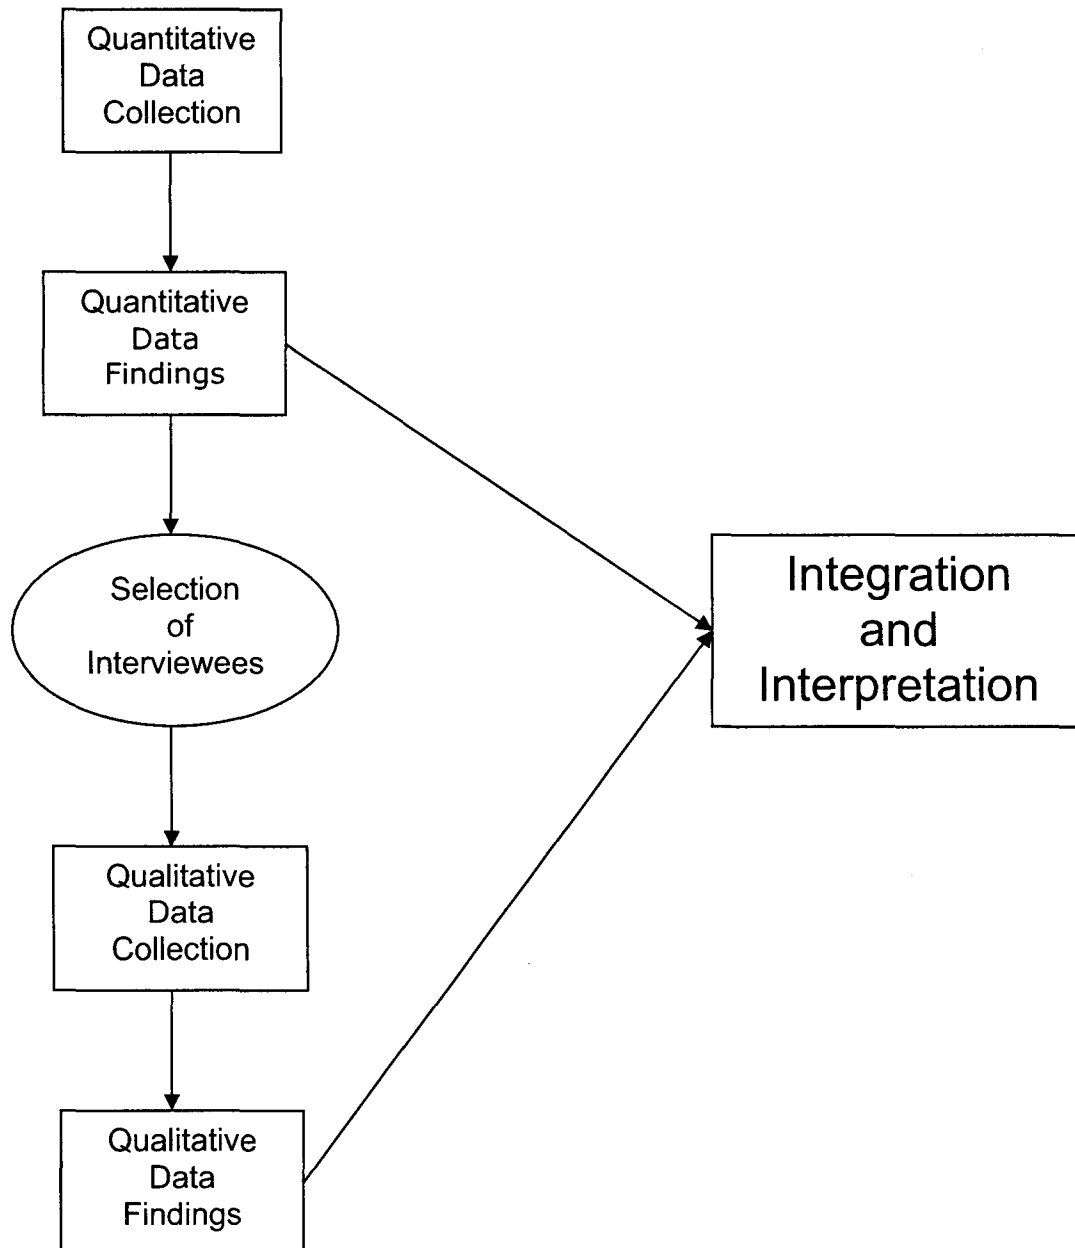 Quantitative
Data
Collection
Quantitative
Data
Findings
Selection
of
Interviewees
Integration
and
Interpretation
Qualitative
Data
Collection
Qualitative
Data
Findings